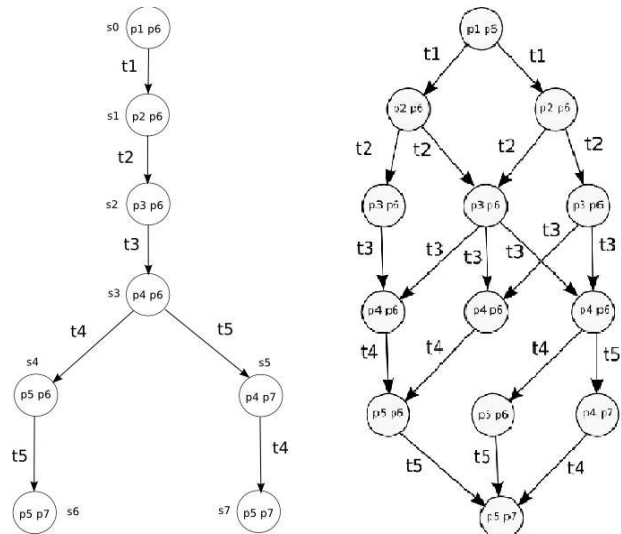 s0 p1 p6
t1
s1 p2 p6
t2
s2 p3 p6
t3
s3 p4 p6
t4 t5
s4 s5
p5 p6 p4 p7
t5 t4
p5 p7 s6 s7 p5 p7
p1 p5
t1 t1
p2 p6 p2 p6
t2 t2 t2 t2
p3 p6 p3 p6 p3 p6
t3 t3 t3 t3 t3 t3
p4 p6 p4 p6 p4 p6
t4 t4 t4 t5
p5 p6 p5 p6 p4 p7
t5 t5 t4
p5 p7